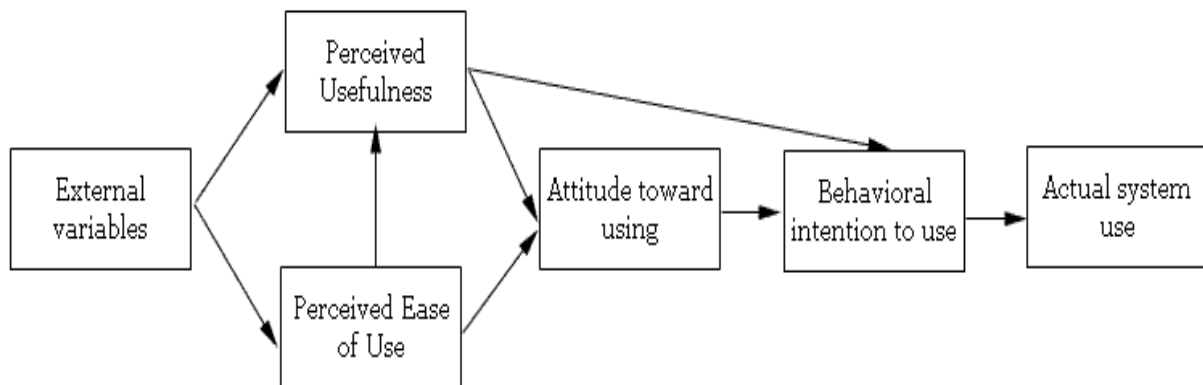 Perceived
Usefulness
External
variables
Perceived Ease
of Use
Attitude toward
using
Behavioral
intention to use
Actual system
use